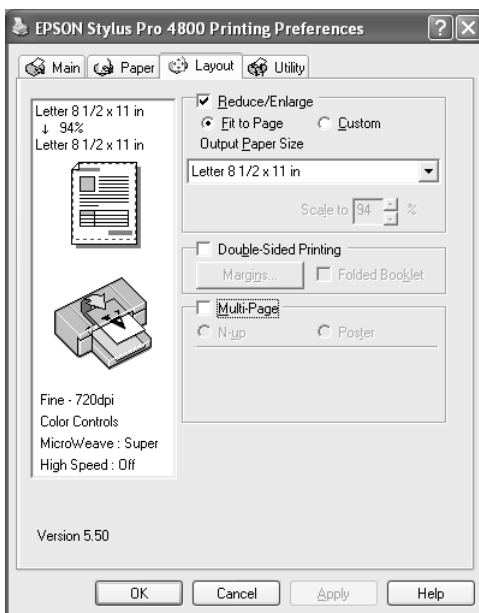 EPSON Stylus Pro 4800 Printing Preferences
Main Paper Layout Utility
Letter 8 1/2 x 11 in
↓ 94%
Letter 8 1/2 x 11 in
Reduce/Enlarge
Fit to Page Custom
Output Paper Size
Letter 8 1/2 x 11 in
Scale to 94 %
Double-Sided Printing
Margins... Folded Booklet
Multi-Page
N-up Poster
Fine - 720dpi
Color Controls
MicroWeave : Super
High Speed : Off
Version 5.50
OK Cancel Apply Help